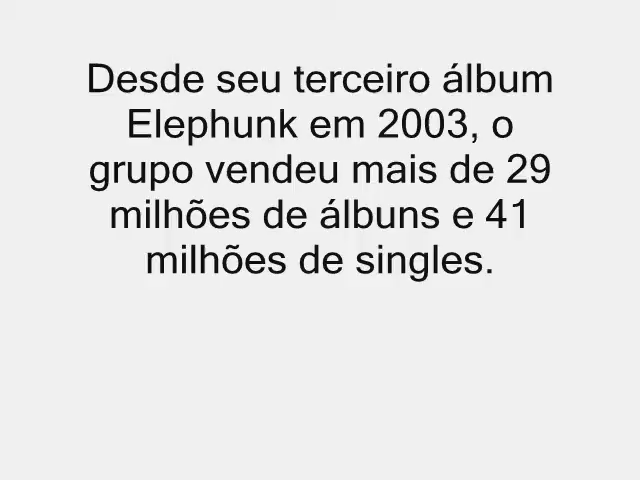 Desde seu terceiro álbum
Elephunk em 2003, o
grupo vendeu mais de 29
milhões de álbuns e 41
milhões de singles.